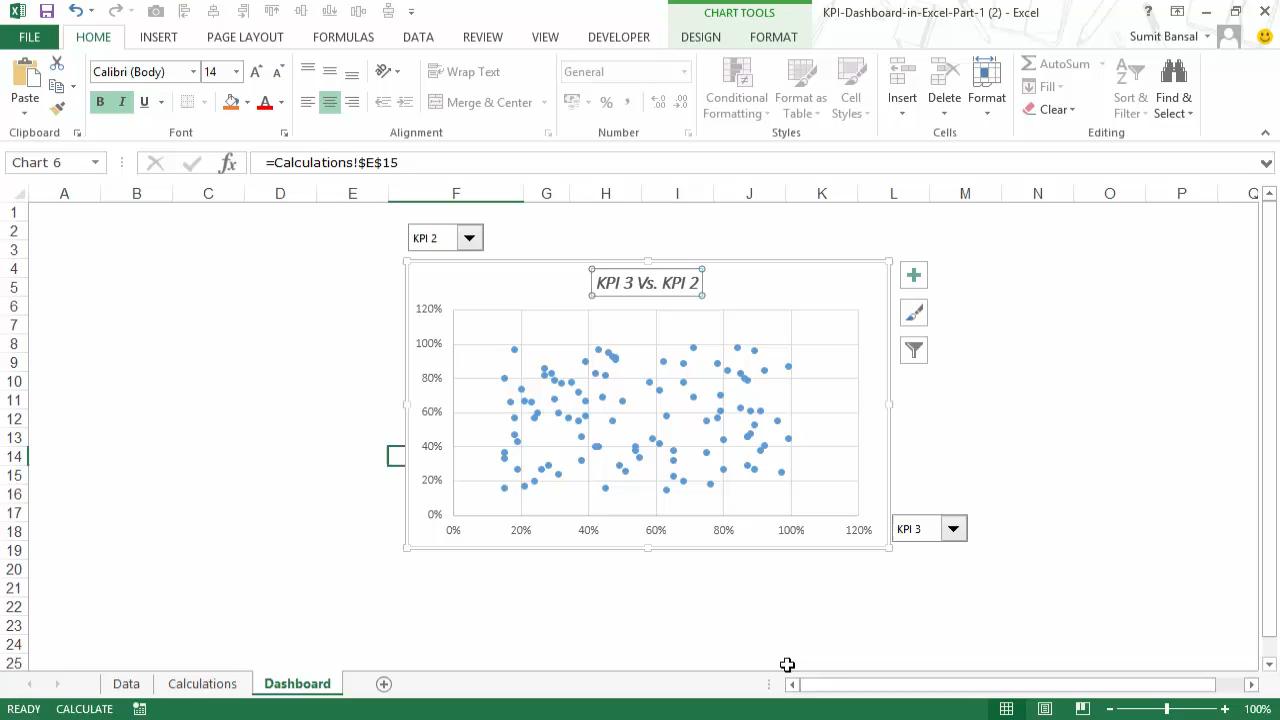 CHART TOOLS
KPI-Dashboard-in-Excel-Part-1 (2) - Excel
FILE HOME INSERT PAGE LAYOUT FORMULAS DATA REVIEW VIEW DEVELOPER DESIGN FORMAT Sumit Bansal
Calibri (Body) 14 Wrap Text General AutoSum
Fill
Paste B I U Merge & Center % , Conditional Formatting Format as Table Cell Styles Insert Delete Format Clear Sort & Filter Find & Select
Clipboard Font Alignment Number Styles Cells Editing
Chart 6 fx =Calculations!$E$15
A B C D E F G H I J K L M N O P Q
1
2
3
4
5
6
7
8
9
10
11
12
13
14
15
16
17
18
19
20
21
22
23
24
25
KPI 2
KPI 3 Vs. KPI 2
120%
100%
80%
60%
40%
20%
0%
0% 20% 40% 60% 80% 100% 120%
KPI 3
Data Calculations Dashboard
READY CALCULATE 100%